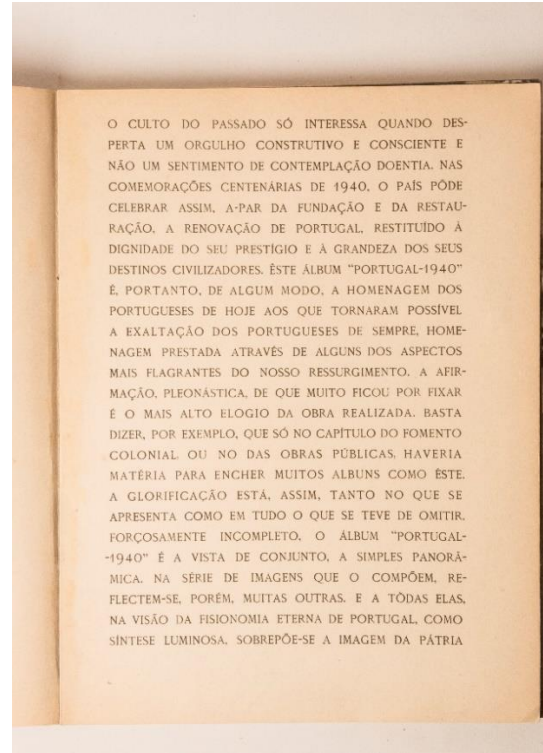 O CULTO DO PASSADO SÓ INTERESSA QUANDO DES-
PERTA UM ORGULHO CONSTRUTIVO E CONSCIENTE E
NÃO UM SENTIMENTO DE CONTEMPLAÇÃO DOENTIA. NAS
COMEMORAÇÕES CENTENÁRIAS DE 1940, O PAÍS PÔDE
CELEBRAR ASSIM, A-PAR DA FUNDAÇÃO E DA RESTAU-
RAÇÃO, A RENOVAÇÃO DE PORTUGAL, RESTITUÍDO À
DIGNIDADE DO SEU PRESTÍGIO E À GRANDEZA DOS SEUS
DESTINOS CIVILIZADORES. ÊSTE ÁLBUM "PORTUGAL-1940"
É, PORTANTO, DE ALGUM MODO, A HOMENAGEM DOS
PORTUGUESES DE HOJE AOS QUE TORNARAM POSSÍVEL
A EXALTAÇÃO DOS PORTUGUESES DE SEMPRE, HOME-
NAGEM PRESTADA ATRAVÉS DE ALGUNS DOS ASPECTOS
MAIS FLAGRANTES DO NOSSO RESSURGIMENTO. A AFIR-
MAÇÃO, PLEONÁSTICA, DE QUE MUITO FICOU POR FIXAR
É O MAIS ALTO ELOGIO DA OBRA REALIZADA. BASTA
DIZER, POR EXEMPLO, QUE SÓ NO CAPÍTULO DO FOMENTO
COLONIAL, OU NO DAS OBRAS PÚBLICAS, HAVERIA
MATÉRIA PARA ENCHER MUITOS ALBUNS COMO ÊSTE.
A GLORIFICAÇÃO ESTÁ, ASSIM, TANTO NO QUE SE
APRESENTA COMO EM TUDO O QUE SE TEVE DE OMITIR.
FORÇOSAMENTE INCOMPLETO, O ÁLBUM "PORTUGAL-
-1940" É A VISTA DE CONJUNTO, A SIMPLES PANORÂ-
MICA. NA SÉRIE DE IMAGENS QUE O COMPÕEM, RE-
FLECTEM-SE, PORÉM, MUITAS OUTRAS. E A TÔDAS ELAS,
NA VISÃO DA FISIONOMIA ETERNA DE PORTUGAL, COMO
SÍNTESE LUMINOSA, SOBREPÕE-SE A IMAGEM DA PÁTRIA